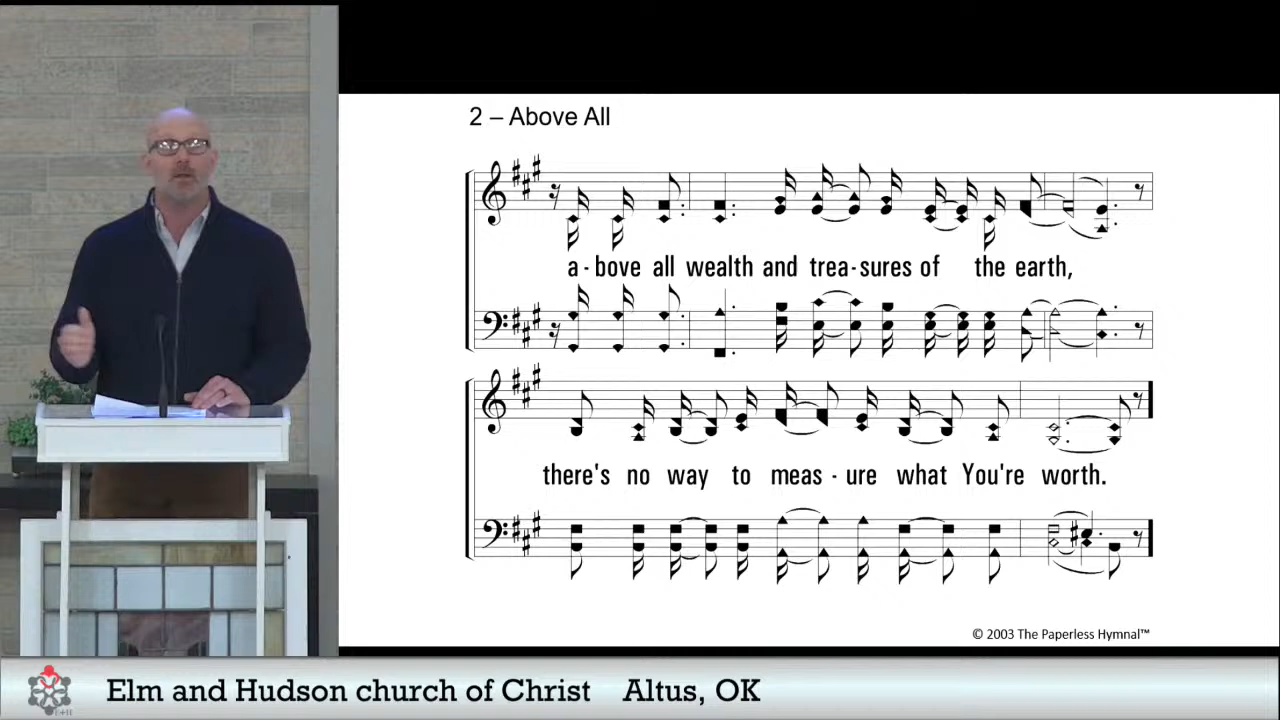 2 – Above All
a - bove all wealth and trea - sures of the earth,
there's no way to meas - ure what You're worth.
© 2003 The Paperless Hymnal™
Elm and Hudson church of Christ Altus, OK